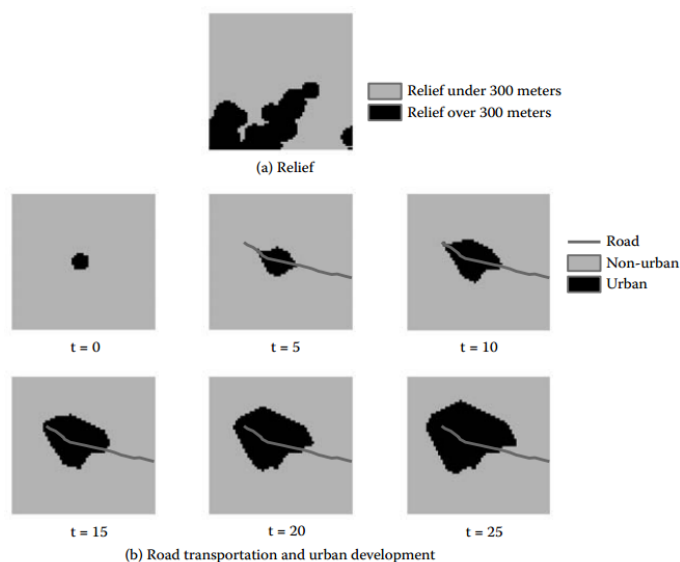 Relief under 300 meters
Relief over 300 meters
(a) Relief
Road
Non-urban
Urban
t = 0
t = 5
t = 10
t = 15
t = 20
t = 25
(b) Road transportation and urban development